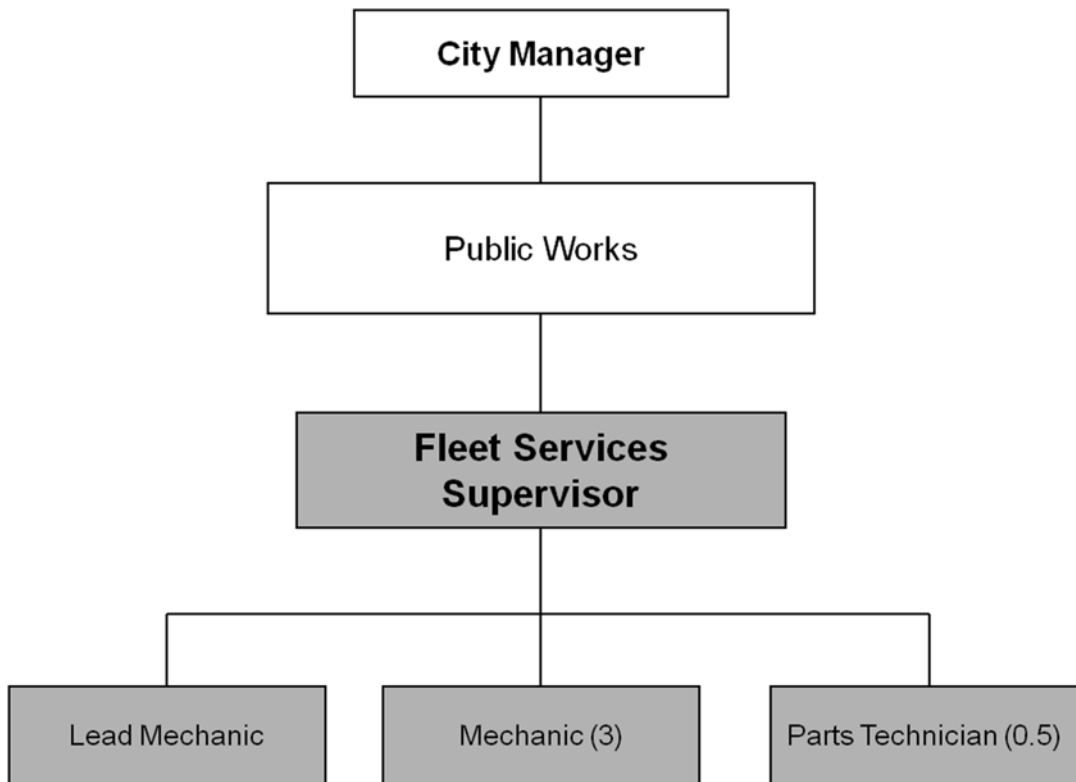 City Manager
Public Works
Fleet Services
Supervisor
Lead Mechanic
Mechanic (3)
Parts Technician (0.5)